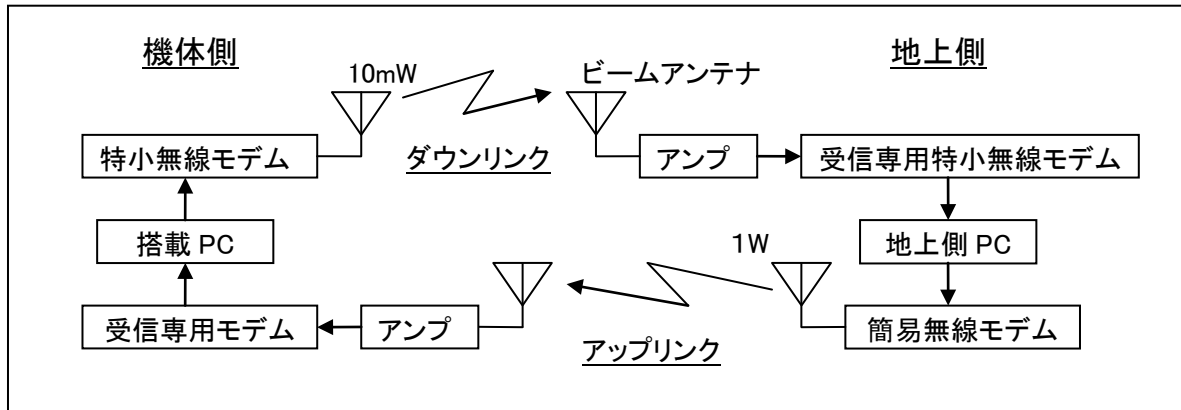 機体側
地上側
10mW
ビームアンテナ
特小無線モデム
ダウンリンク
アンプ
受信専用特小無線モデム
搭載 PC
1W
地上側 PC
受信専用モデム
アンプ
アップリンク
簡易無線モデム